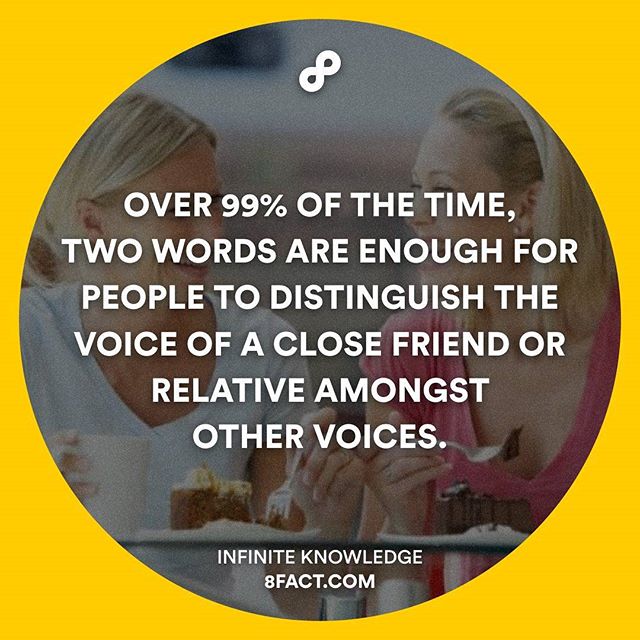 OVER 99% OF THE TIME,
TWO WORDS ARE ENOUGH FOR
PEOPLE TO DISTINGUISH THE
VOICE OF A CLOSE FRIEND OR
RELATIVE AMONGST
OTHER VOICES.
INFINITE KNOWLEDGE
8FACT.COM